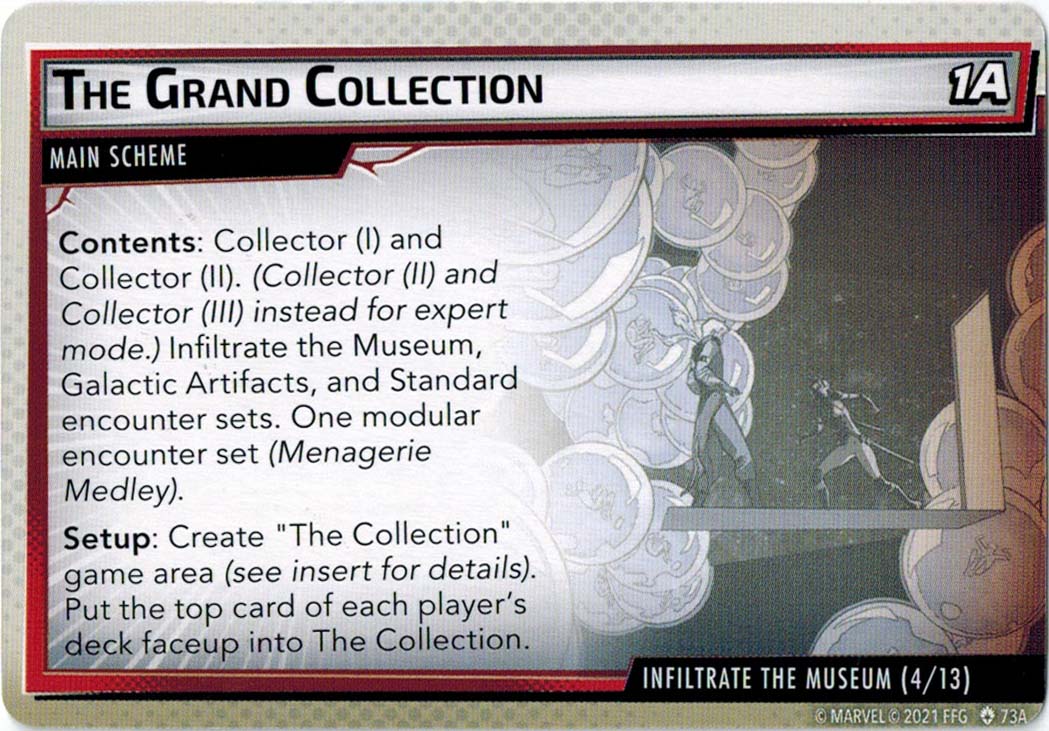 THE GRAND COLLECTION
1A
MAIN SCHEME
Contents: Collector (I) and
Collector (II). (Collector (II) and
Collector (III) instead for expert
mode.) Infiltrate the Museum,
Galactic Artifacts, and Standard
encounter sets. One modular
encounter set (Menagerie
Medley).
Setup: Create "The Collection"
game area (see insert for details).
Put the top card of each player's
deck faceup into The Collection.
INFILTRATE THE MUSEUM (4/13)
© MARVEL © 2021 FFG 73A